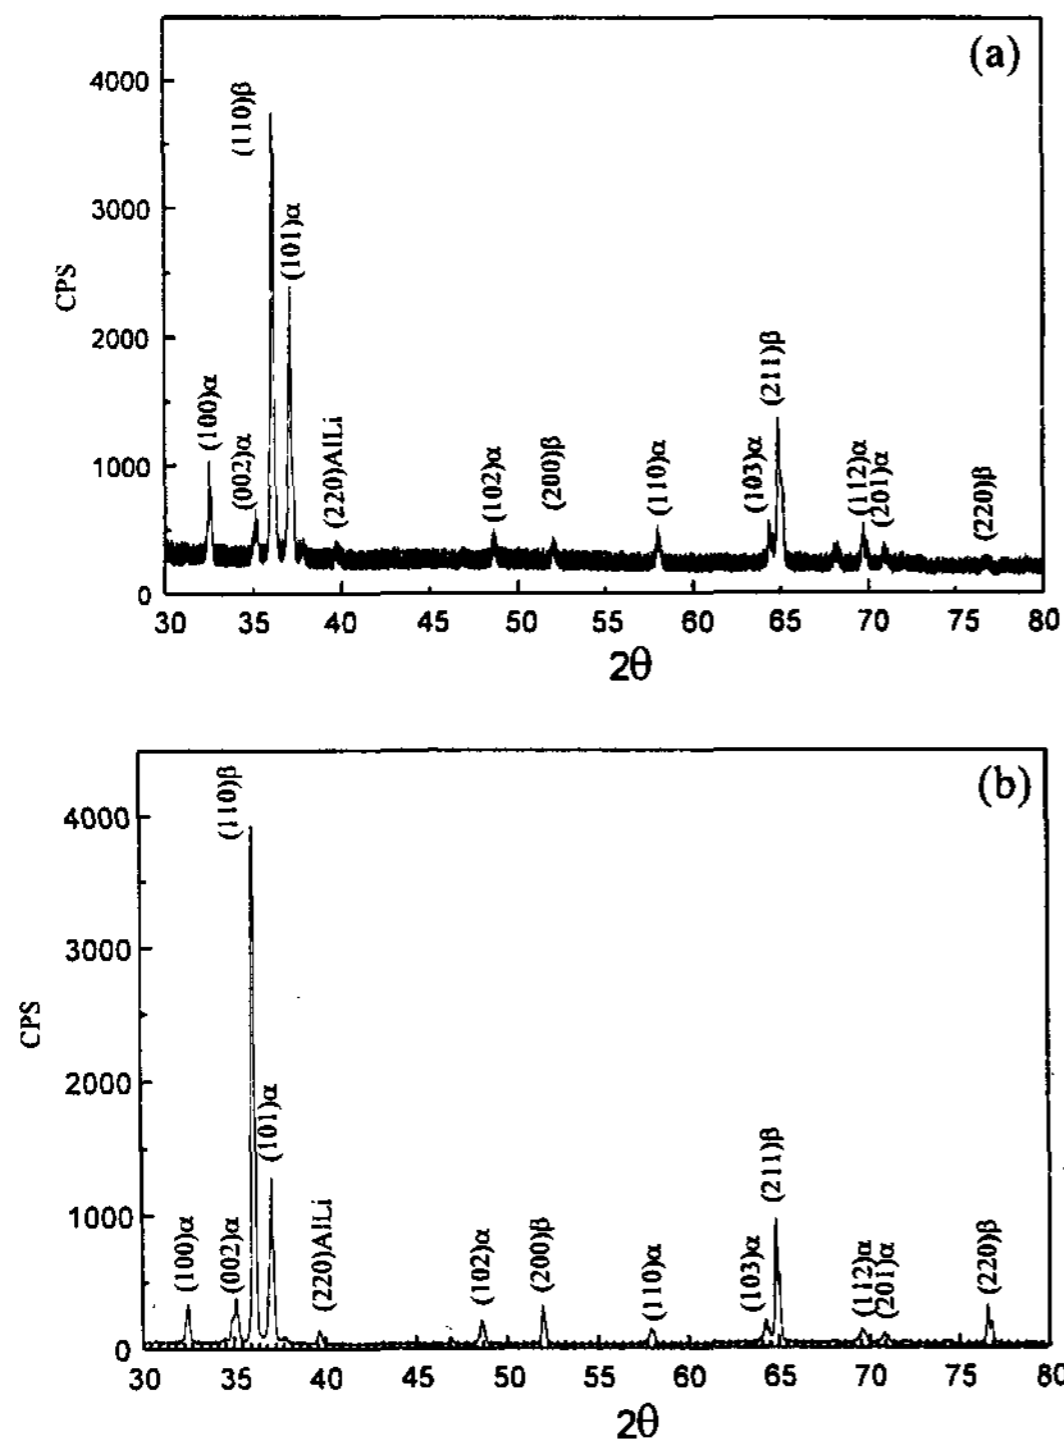 (a)
4000
3000
2000
1000
0
CPS
(100)α
(002)α
(110)β
(101)α
(220)AlLi
(102)α
(200)β
(110)α
(103)α
(211)β
(112)α
(201)α
(220)β
30 35 40 45 50 55 60 65 70 75 80
2θ
(b)
4000
3000
2000
1000
0
CPS
(100)α
(002)α
(110)β
(101)α
(220)AlLi
(102)α
(200)β
(110)α
(103)α
(211)β
(112)α
(201)α
(220)β
30 35 40 45 50 55 60 65 70 75 80
2θ